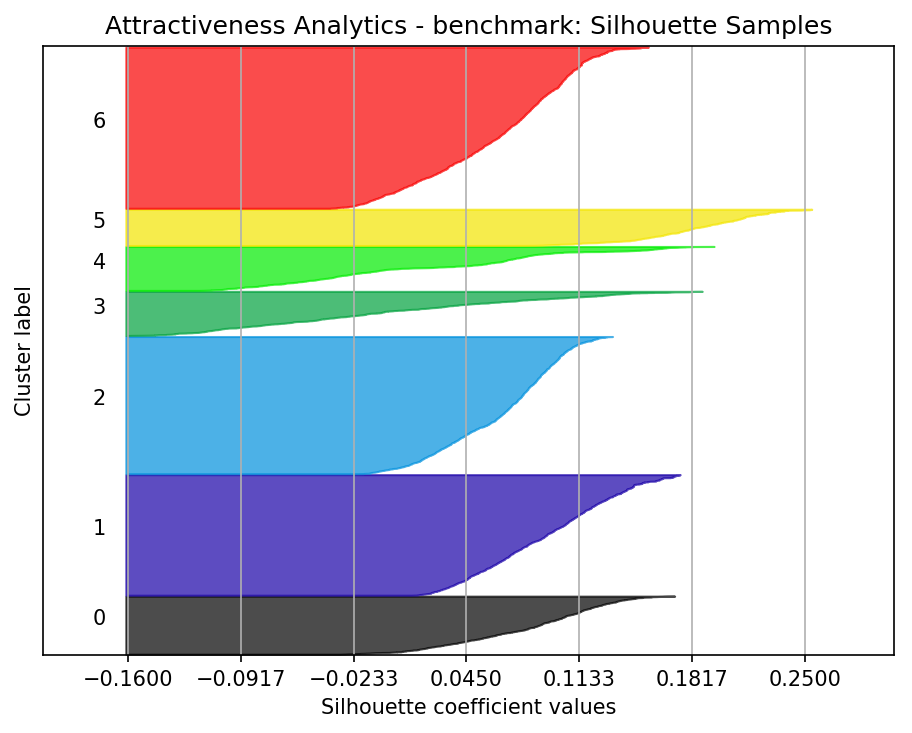 Attractiveness Analytics - benchmark: Silhouette Samples
6
5
4
3
2
1
0
Cluster label
−0.1600 −0.0917 −0.0233 0.0450 0.1133 0.1817 0.2500
Silhouette coefficient values